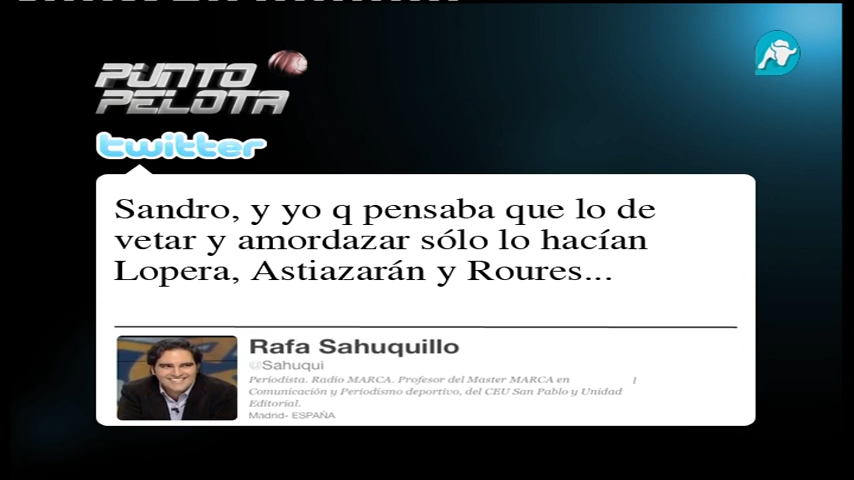 PUNTO
PELOTA
twitter
Sandro, y yo q pensaba que lo de
vetar y amordazar sólo lo hacían
Lopera, Astiazarán y Roures...
Rafa Sahuquillo
@Sahuqui
Periodista. Radio MARCA. Profesor del Master MARCA en
Comunicación y Periodismo deportivo, del CEU San Pablo y Unidad
Editorial.
Madrid- ESPAÑA